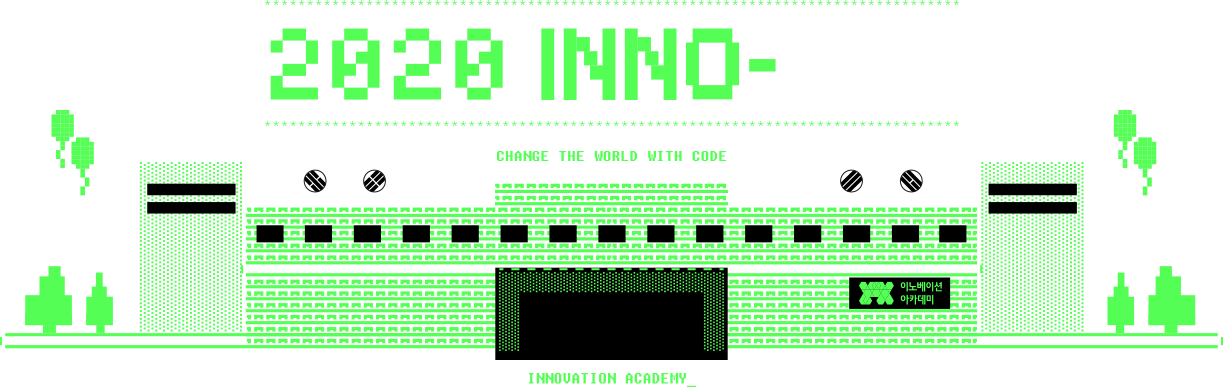 2020 INNO-
CHANGE THE WORLD WITH CODE
이노베이션
아카데미
INNOVATION ACADEMY_